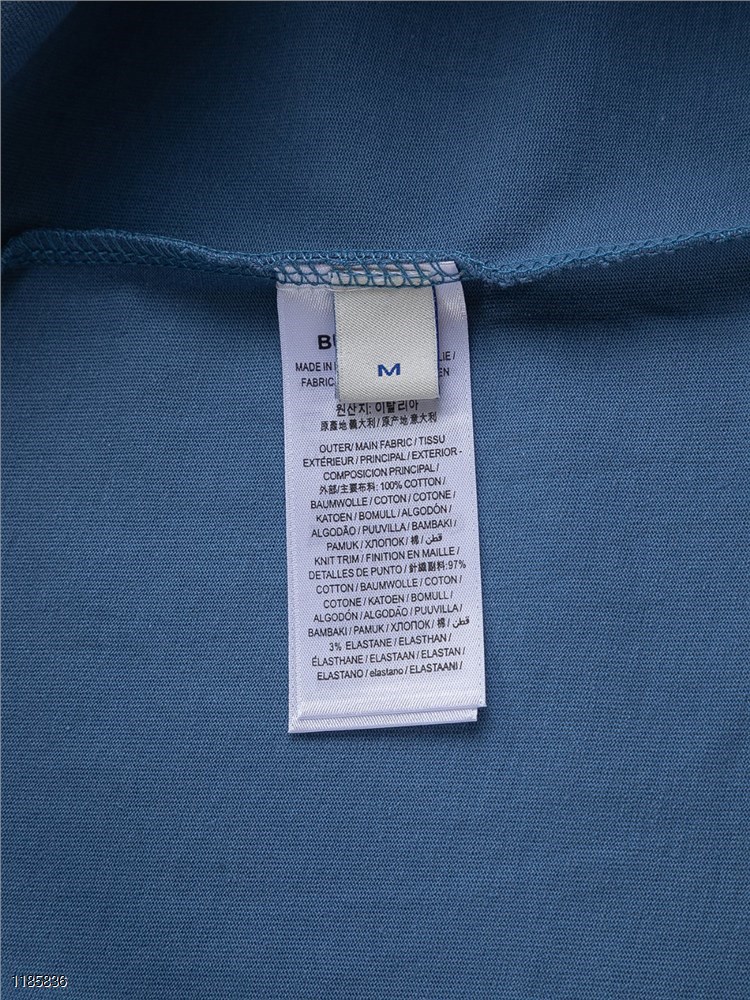 M
MADE IN
LIE /
FABRIC
EN
원산지: 이탈리아
原產地 義大利 / 原产地 意大利
OUTER/ MAIN FABRIC / TISSU
EXTÉRIEUR / PRINCIPAL / EXTERIOR -
COMPOSICION PRINCIPAL /
外部/主要布料: 100% COTTON /
BAUMWOLLE / COTON / COTONE /
KATOEN / BOMULL / ALGODÓN /
ALGODÃO / PUUVILLA / BAMBAKI /
PAMUK / ХЛОПОК / 棉 / قطن /
KNIT TRIM / FINITION EN MAILLE /
DETALLES DE PUNTO / 針織副料: 97%
COTTON / BAUMWOLLE / COTON /
COTONE / KATOEN / BOMULL /
ALGODÓN / ALGODÃO / PUUVILLA /
BAMBAKI / PAMUK / ХЛОПОК / 棉 / قطن
3% ELASTANE / ELASTHAN /
ÉLASTHANE / ELASTAAN / ELASTAN /
ELASTANO / elastano / ELASTAANI /
1185836